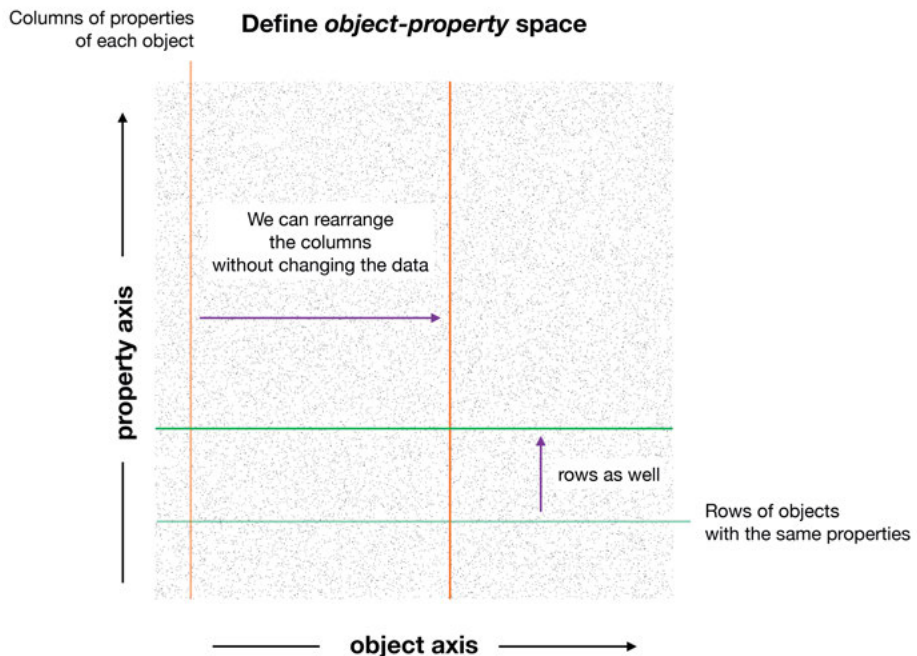 Columns of properties
of each object
Define object-property space
We can rearrange
the columns
without changing the data
property axis
rows as well
Rows of objects
with the same properties
object axis